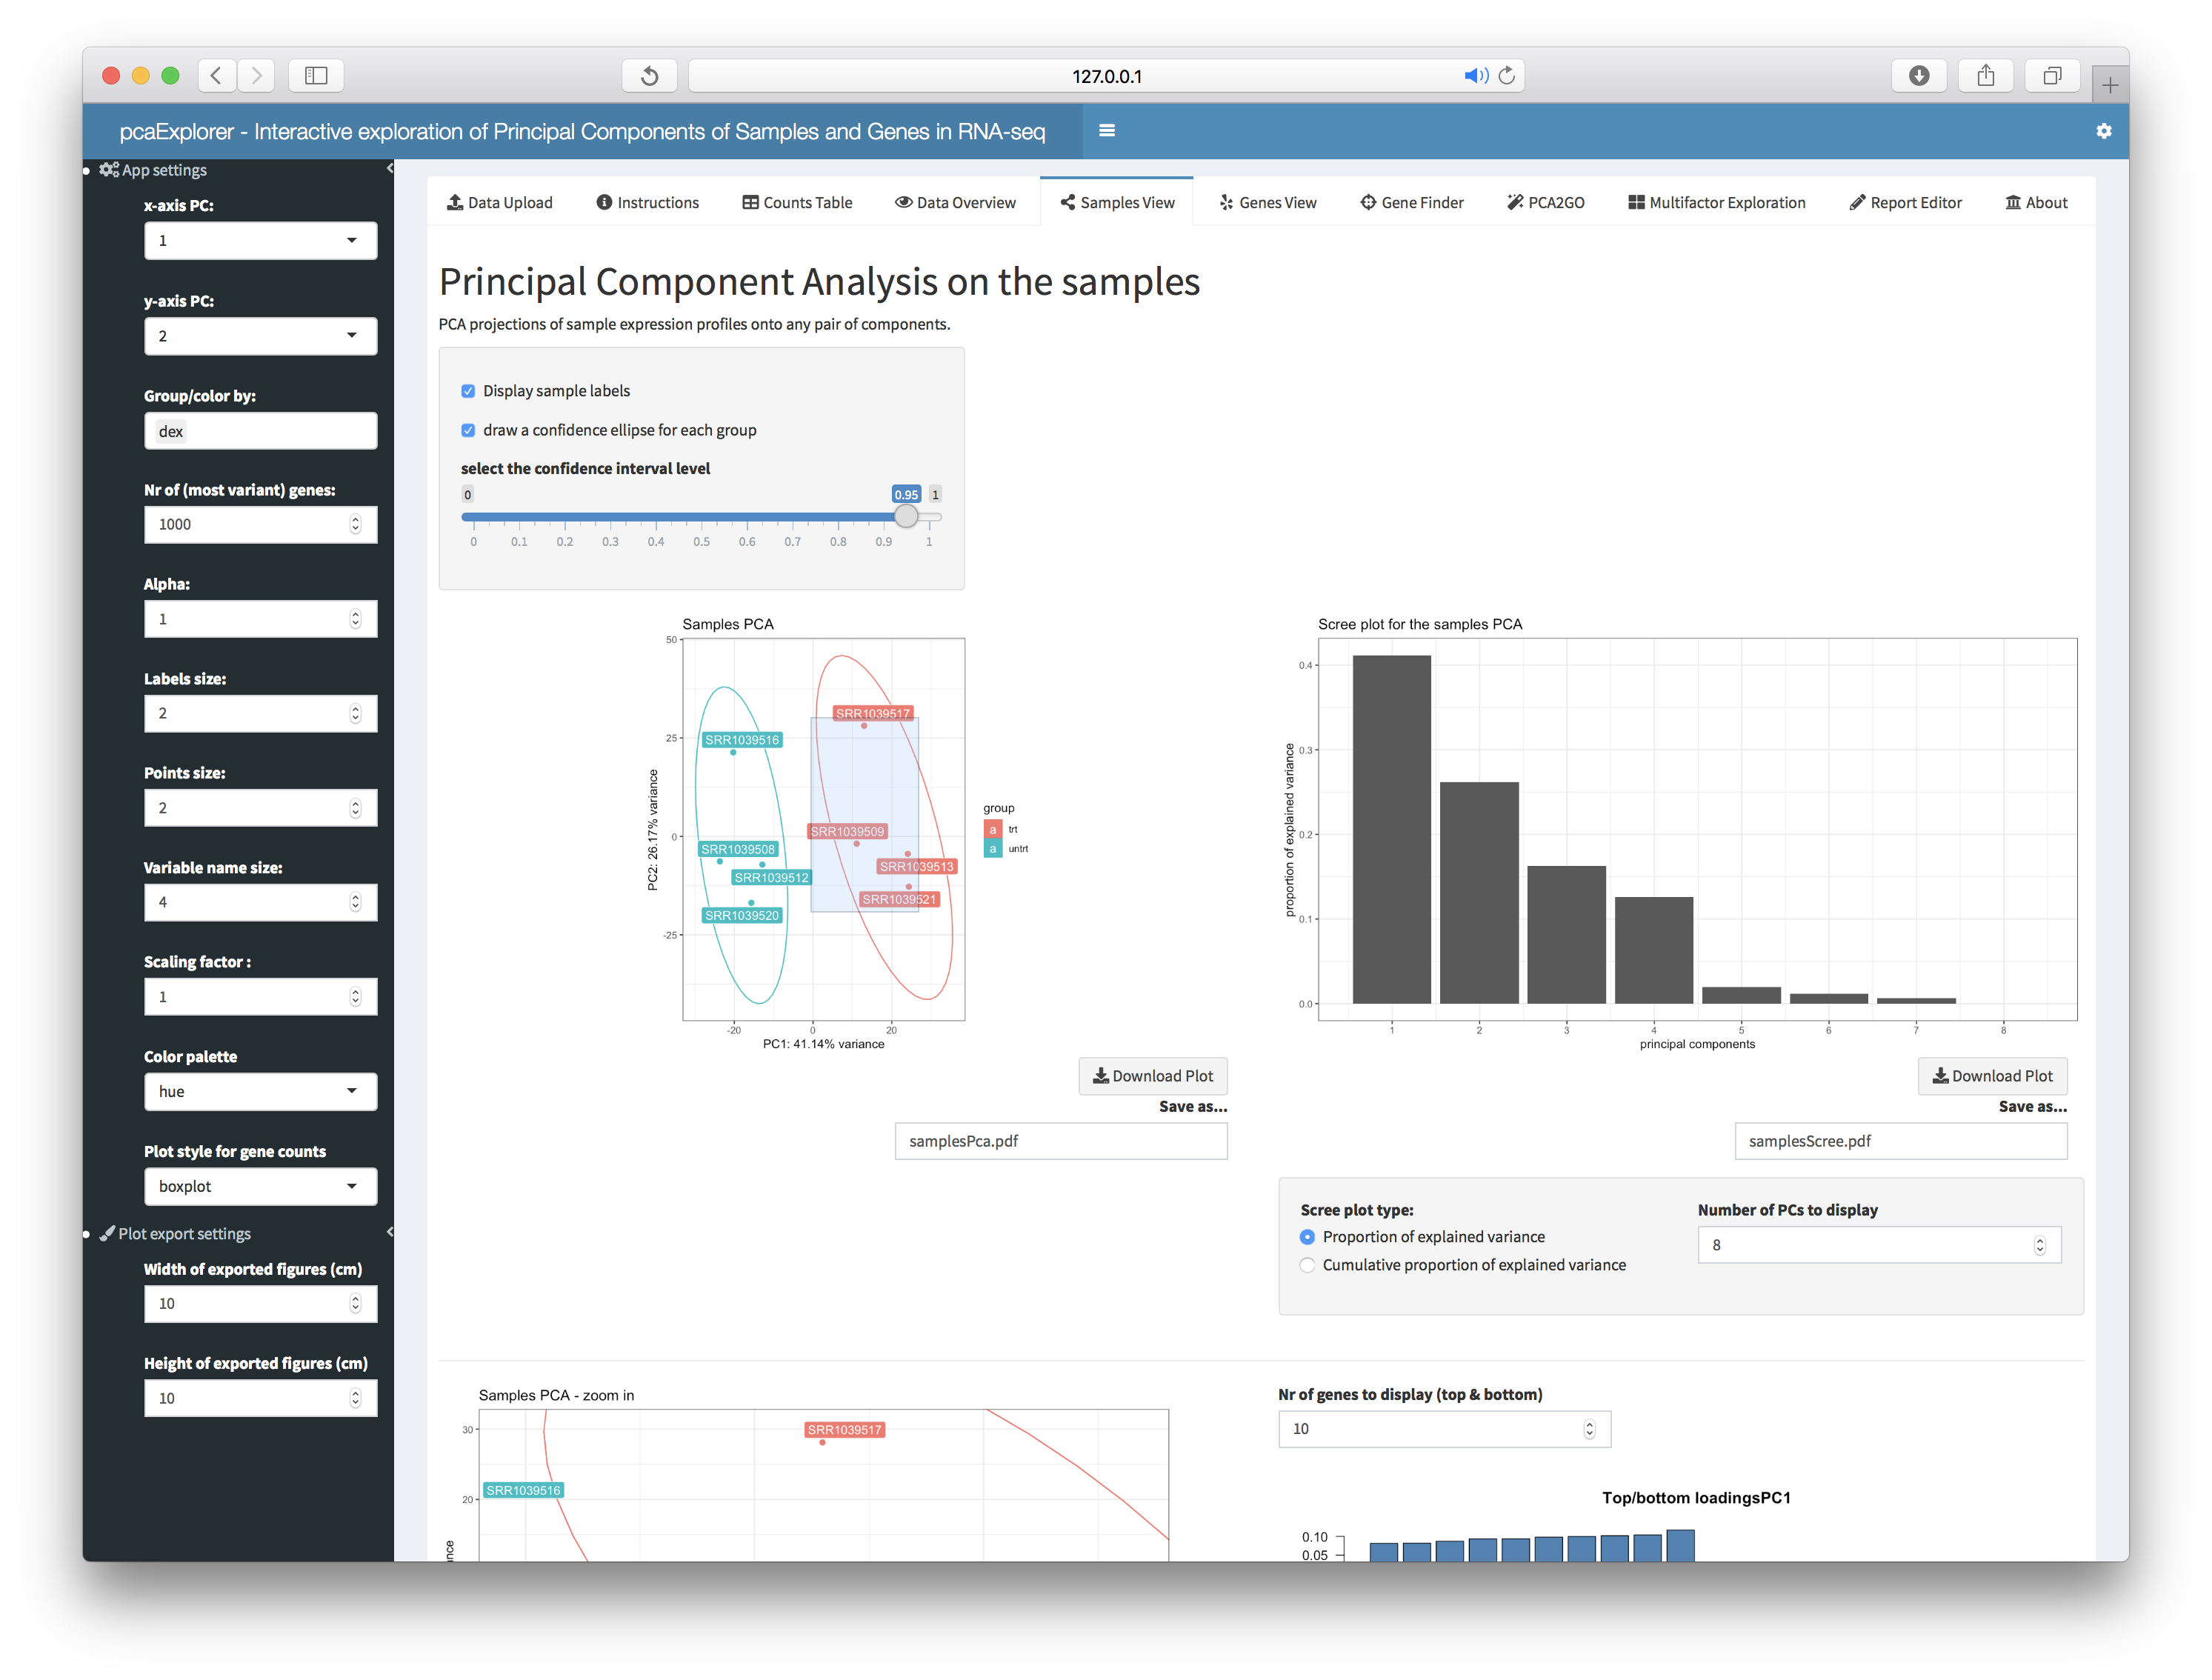 127.0.0.1
pcaExplorer - Interactive exploration of Principal Components of Samples and Genes in RNA-seq
App settings
x-axis PC:
1
y-axis PC:
2
Group/color by:
dex
Nr of (most variant) genes:
1000
Alpha:
1
Labels size:
2
Points size:
2
Variable name size:
4
Scaling factor :
1
Color palette
hue
Plot style for gene counts
boxplot
Plot export settings
Width of exported figures (cm)
10
Height of exported figures (cm)
10
Data Upload Instructions Counts Table Data Overview Samples View Genes View Gene Finder PCA2GO Multifactor Exploration Report Editor About
Principal Component Analysis on the samples
PCA projections of sample expression profiles onto any pair of components.
Display sample labels
draw a confidence ellipse for each group
select the confidence interval level
0 0.95 1
0 0.1 0.2 0.3 0.4 0.5 0.6 0.7 0.8 0.9 1
Samples PCA
50
25
0
-25
PC2: 26.17% variance
SRR1039517
SRR1039516
SRR1039509
SRR1039508
SRR1039513
SRR1039512
SRR1039521
SRR1039520
-20 0 20
PC1: 41.14% variance
group
a trt
a untrt
Download Plot
Save as...
samplesPca.pdf
Scree plot for the samples PCA
0.4
0.3
0.2
0.1
0.0
proportion of explained variance
1 2 3 4 5 6 7 8
principal components
Download Plot
Save as...
samplesScree.pdf
Scree plot type:
Proportion of explained variance
Cumulative proportion of explained variance
Number of PCs to display
8
Samples PCA - zoom in
30
20
SRR1039517
SRR1039516
Nr of genes to display (top & bottom)
10
Top/bottom loadingsPC1
0.10
0.05